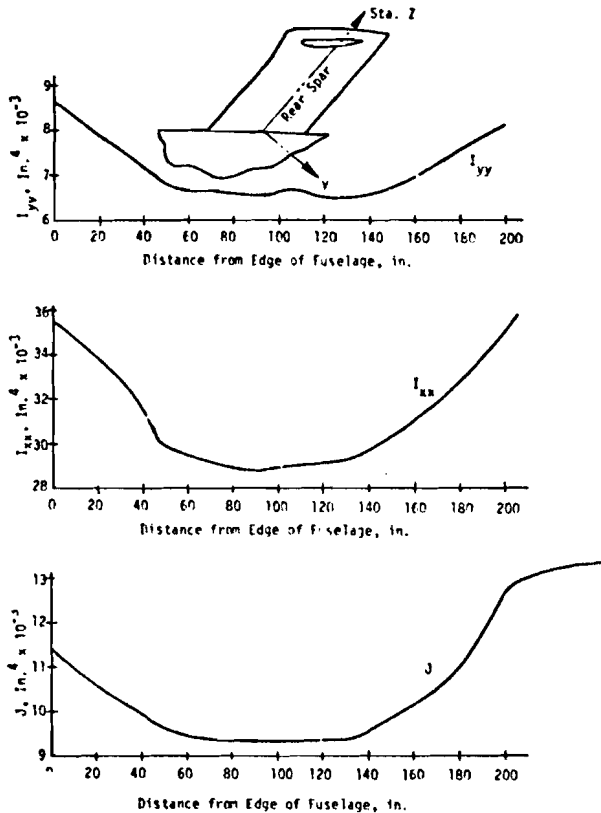 Sta. Z
Rear Spar
y
I_yy, In.⁴ x 10⁻³
9
8
7
6
I_yy
0 20 40 60 80 100 120 140 160 180 200
Distance from Edge of Fuselage, in.
I_xx, In.⁴ x 10⁻³
36
34
32
30
28
I_xx
0 20 40 60 80 100 120 140 160 180 200
Distance from Edge of Fuselage, in.
J, In.⁴ x 10⁻³
13
12
11
10
9
J
0 20 40 60 80 100 120 140 160 180 200
Distance from Edge of Fuselage, in.